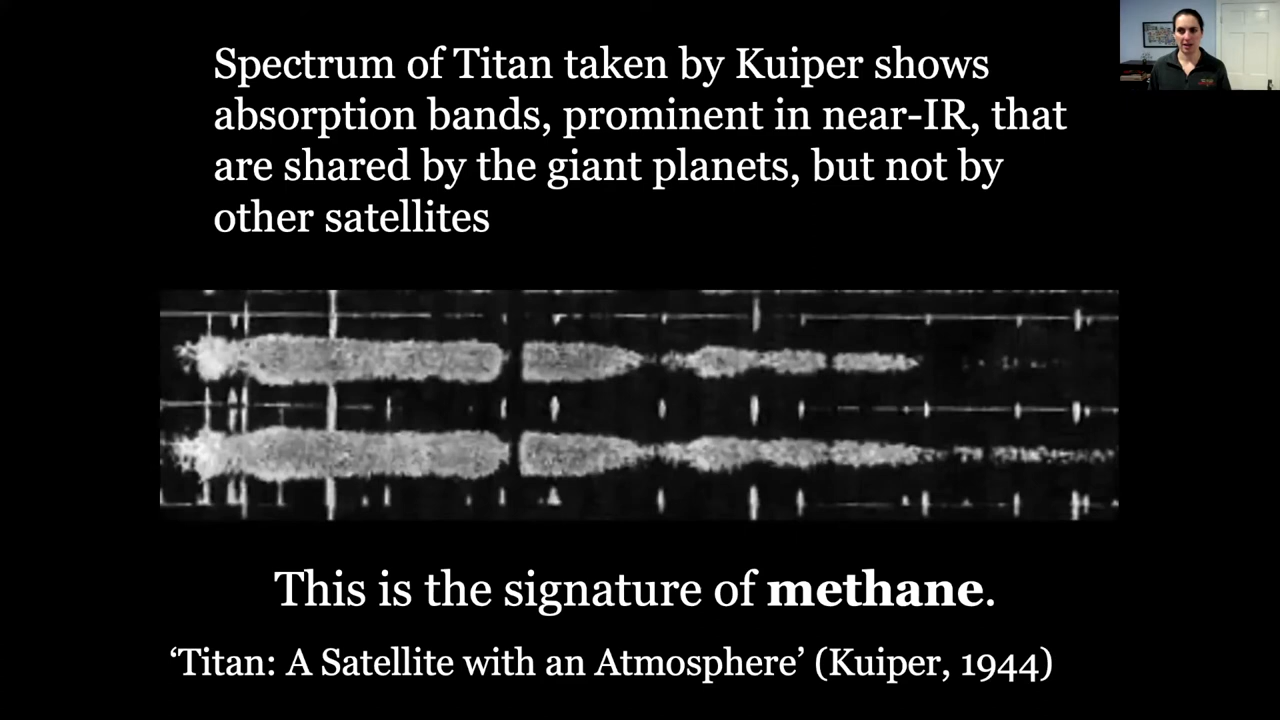 Spectrum of Titan taken by Kuiper shows
absorption bands, prominent in near-IR, that
are shared by the giant planets, but not by
other satellites
This is the signature of methane.
‘Titan: A Satellite with an Atmosphere’ (Kuiper, 1944)